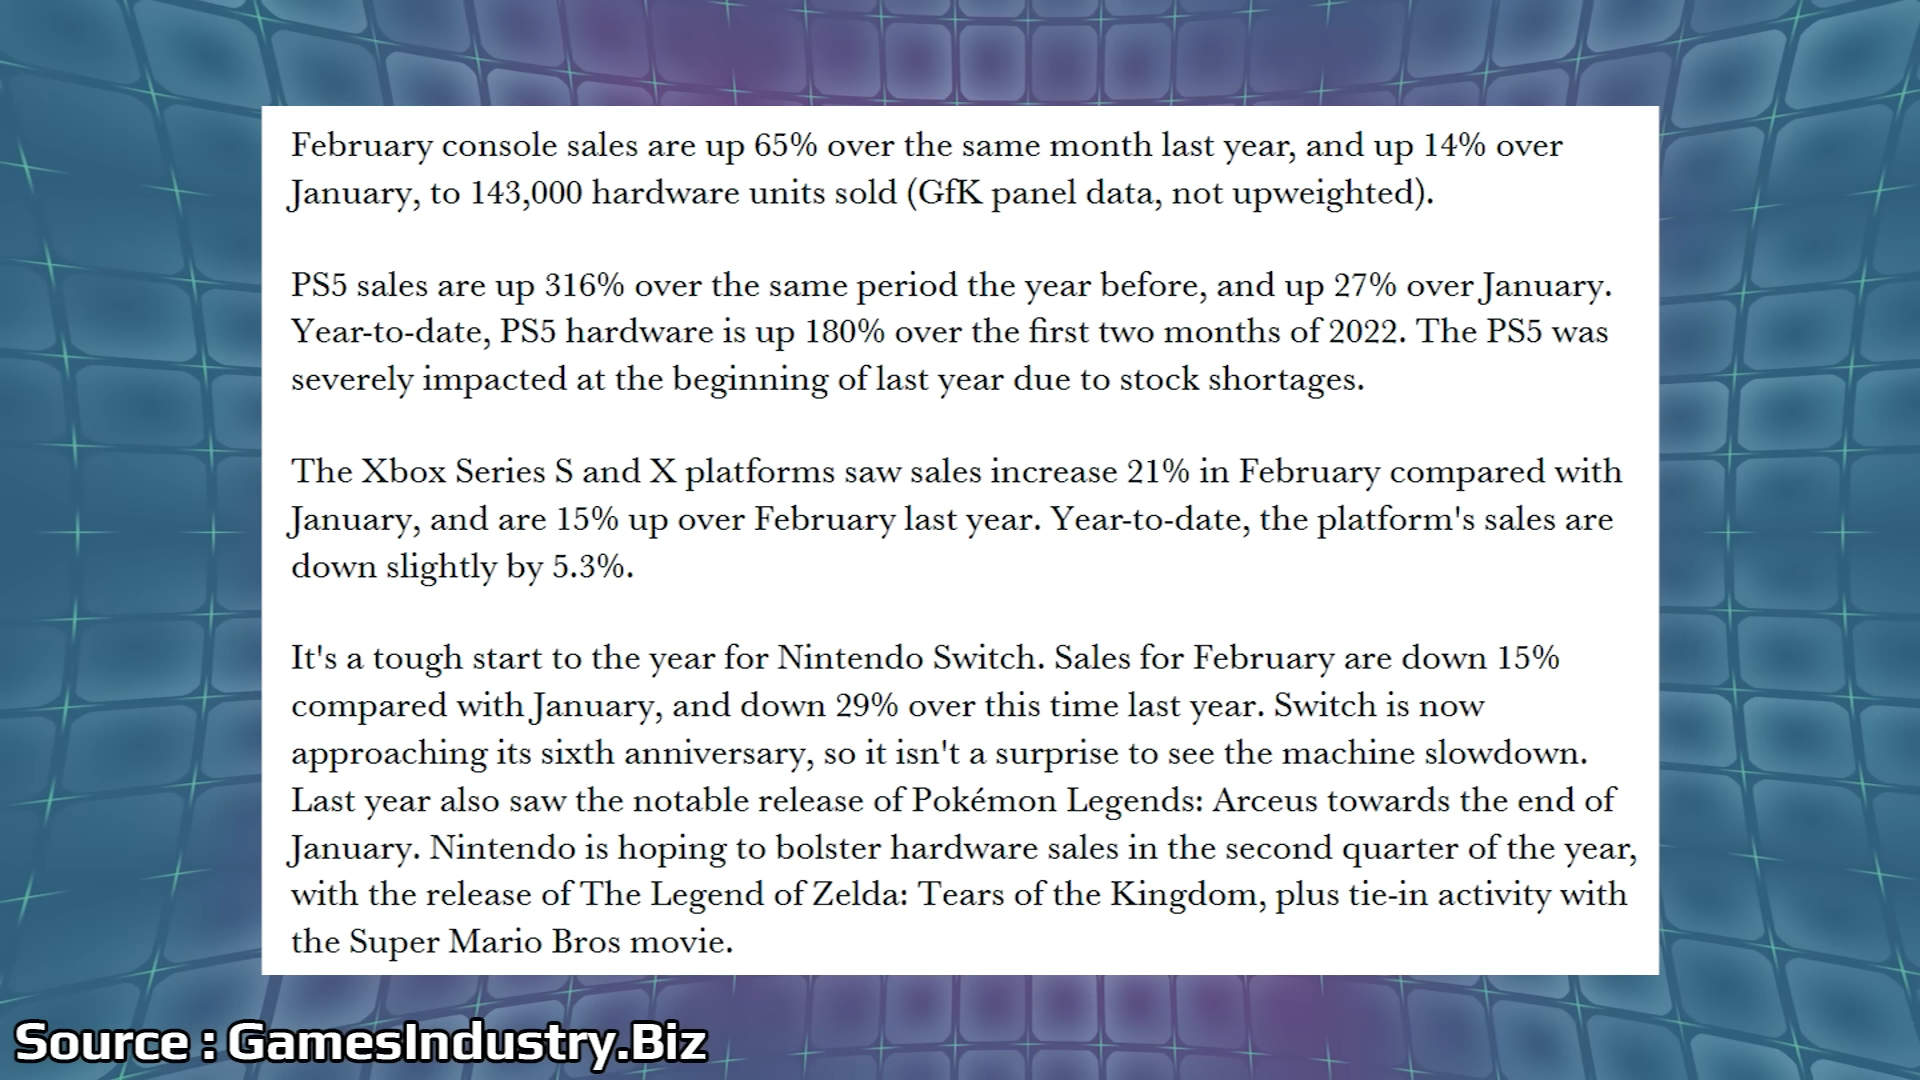 February console sales are up 65% over the same month last year, and up 14% over
January, to 143,000 hardware units sold (GfK panel data, not upweighted).
PS5 sales are up 316% over the same period the year before, and up 27% over January.
Year-to-date, PS5 hardware is up 180% over the first two months of 2022. The PS5 was
severely impacted at the beginning of last year due to stock shortages.
The Xbox Series S and X platforms saw sales increase 21% in February compared with
January, and are 15% up over February last year. Year-to-date, the platform's sales are
down slightly by 5.3%.
It's a tough start to the year for Nintendo Switch. Sales for February are down 15%
compared with January, and down 29% over this time last year. Switch is now
approaching its sixth anniversary, so it isn't a surprise to see the machine slowdown.
Last year also saw the notable release of Pokémon Legends: Arceus towards the end of
January. Nintendo is hoping to bolster hardware sales in the second quarter of the year,
with the release of The Legend of Zelda: Tears of the Kingdom, plus tie-in activity with
the Super Mario Bros movie.
Source : GamesIndustry.Biz